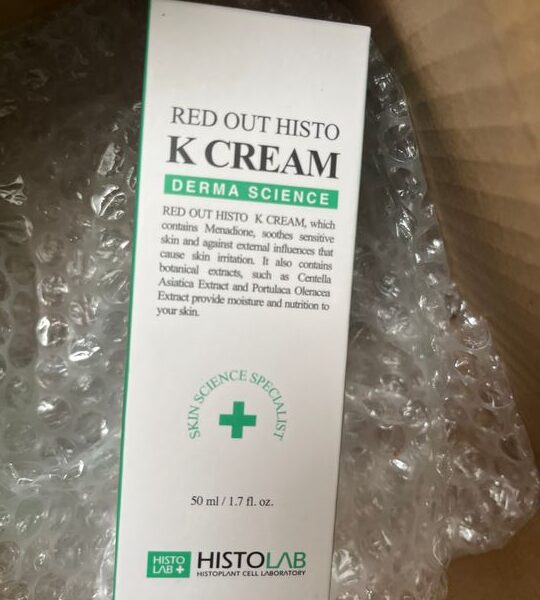 RED OUT HISTO
K CREAM
DERMA SCIENCE
RED OUT HISTO K CREAM, which
contains Menadione, soothes sensitive
skin and against external influences that
cause skin irritation. It also contains
botanical extracts, such as Centella
Asiatica Extract and Portulaca Oleracea
Extract provide moisture and nutrition to
your skin.
SKIN SCIENCE SPECIALIST
50 ml / 1.7 fl. oz.
HISTO
LAB +
HISTOLAB
HISTOPLANT CELL LABORATORY